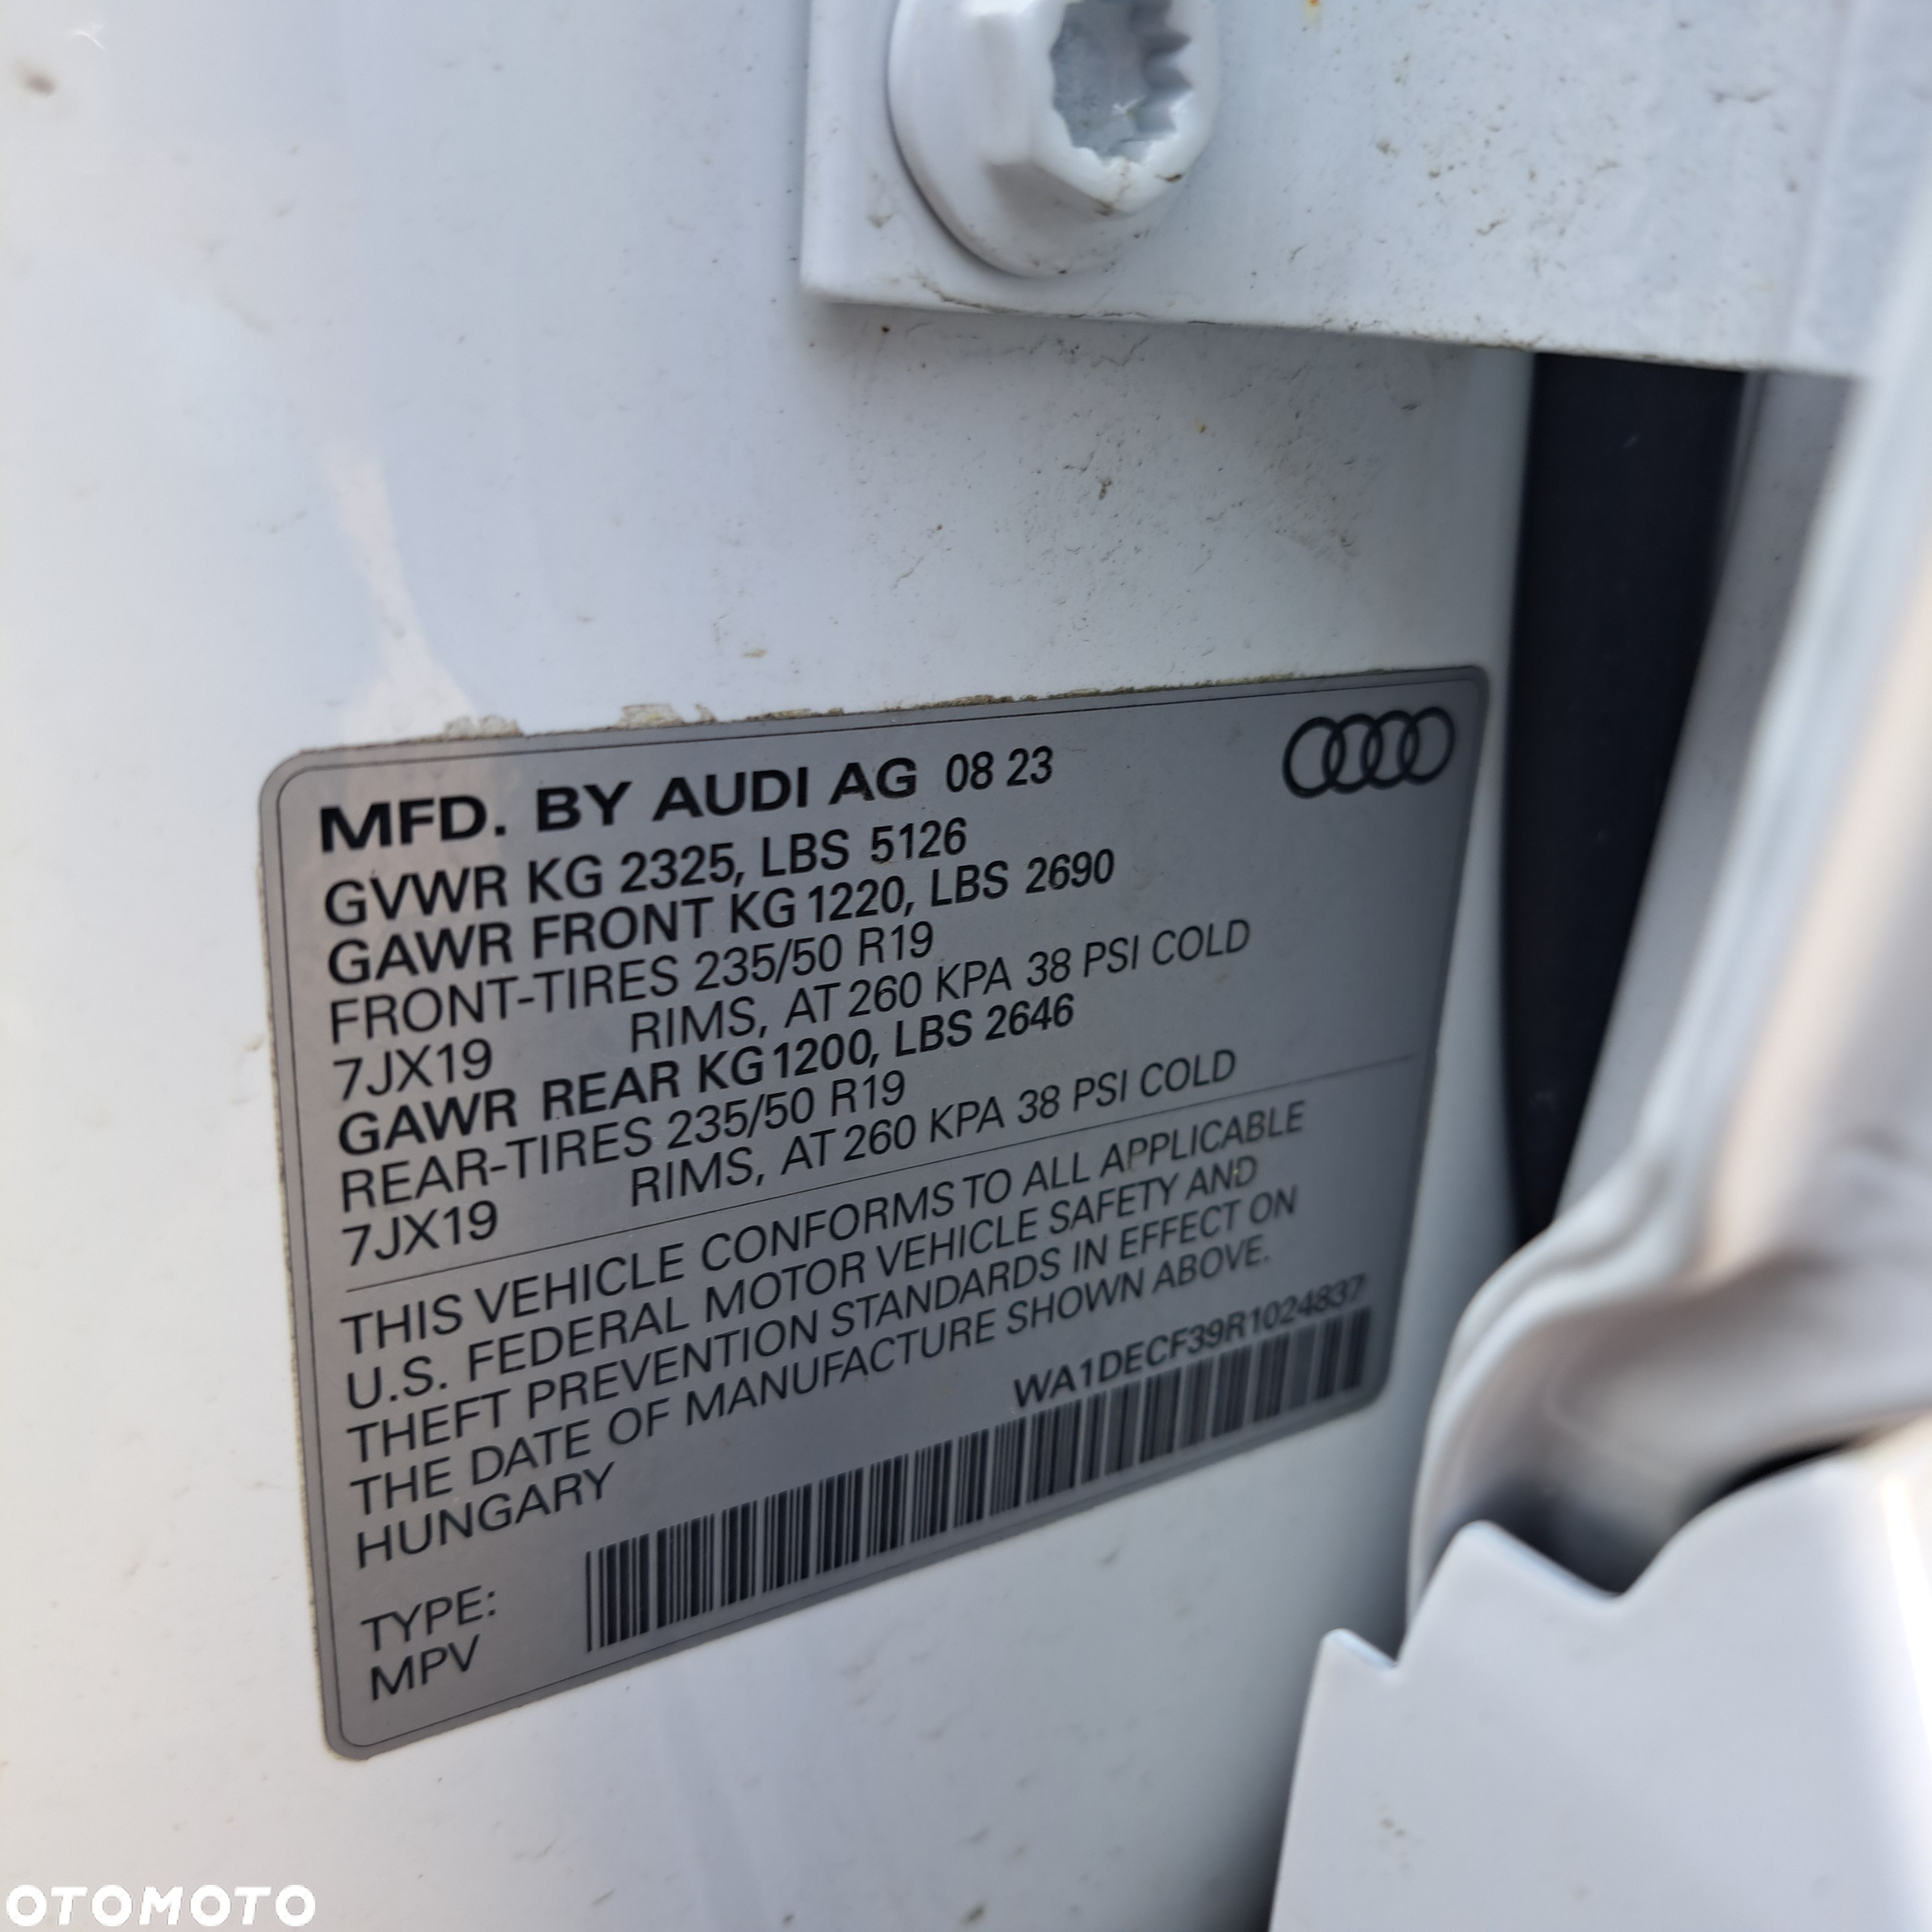 MFD. BY AUDI AG 08 23
GVWR KG 2325, LBS 5126
GAWR FRONT KG 1220, LBS 2690
FRONT-TIRES 235/50 R19
7JX19 RIMS, AT 260 KPA 38 PSI COLD
GAWR REAR KG 1200, LBS 2646
REAR-TIRES 235/50 R19
7JX19 RIMS, AT 260 KPA 38 PSI COLD
THIS VEHICLE CONFORMS TO ALL APPLICABLE
U.S. FEDERAL MOTOR VEHICLE SAFETY AND
THEFT PREVENTION STANDARDS IN EFFECT ON
THE DATE OF MANUFACTURE SHOWN ABOVE.
HUNGARY
WA1DECF39R1024837
TYPE:
MPV
OTOMOTO